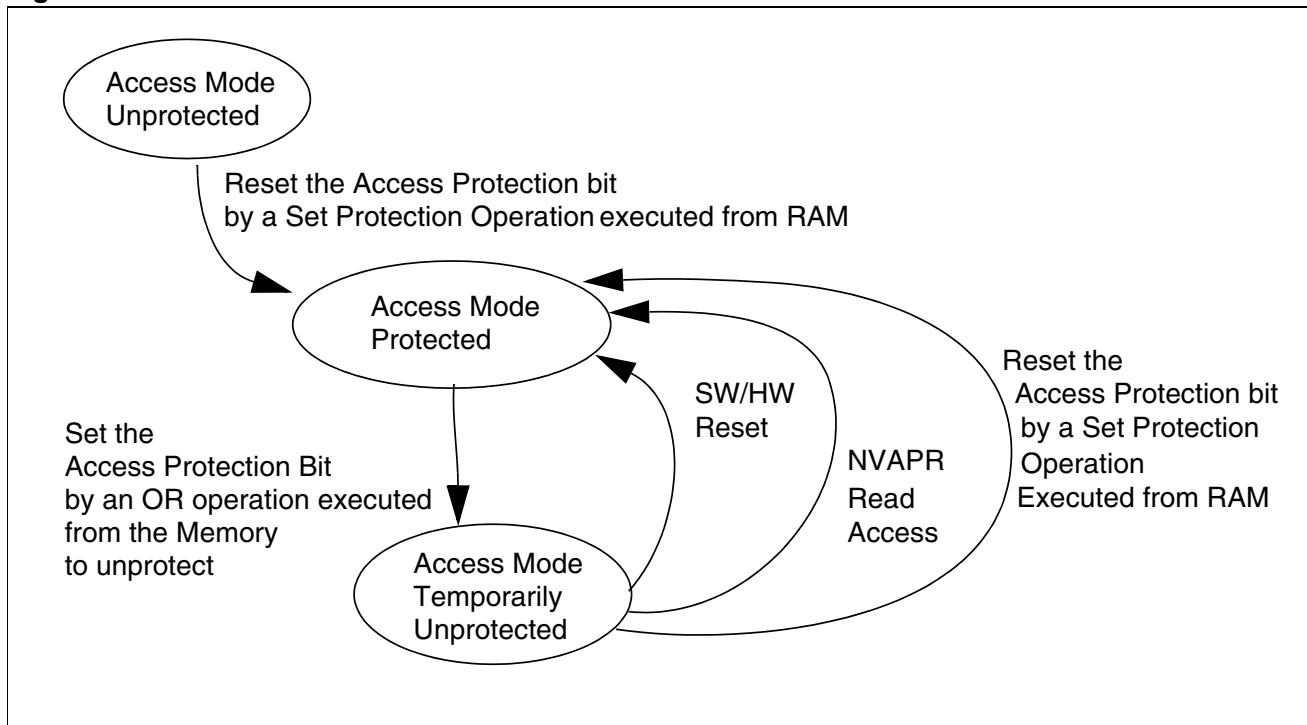 Access Mode
Unprotected
Reset the Access Protection bit
by a Set Protection Operation executed from RAM
Access Mode
Protected
SW/HW
Reset
NVAPR
Read
Access
Reset the
Access Protection bit
by a Set Protection
Operation
Executed from RAM
Set the
Access Protection Bit
by an OR operation executed
from the Memory
to unprotect
Access Mode
Temporarily
Unprotected